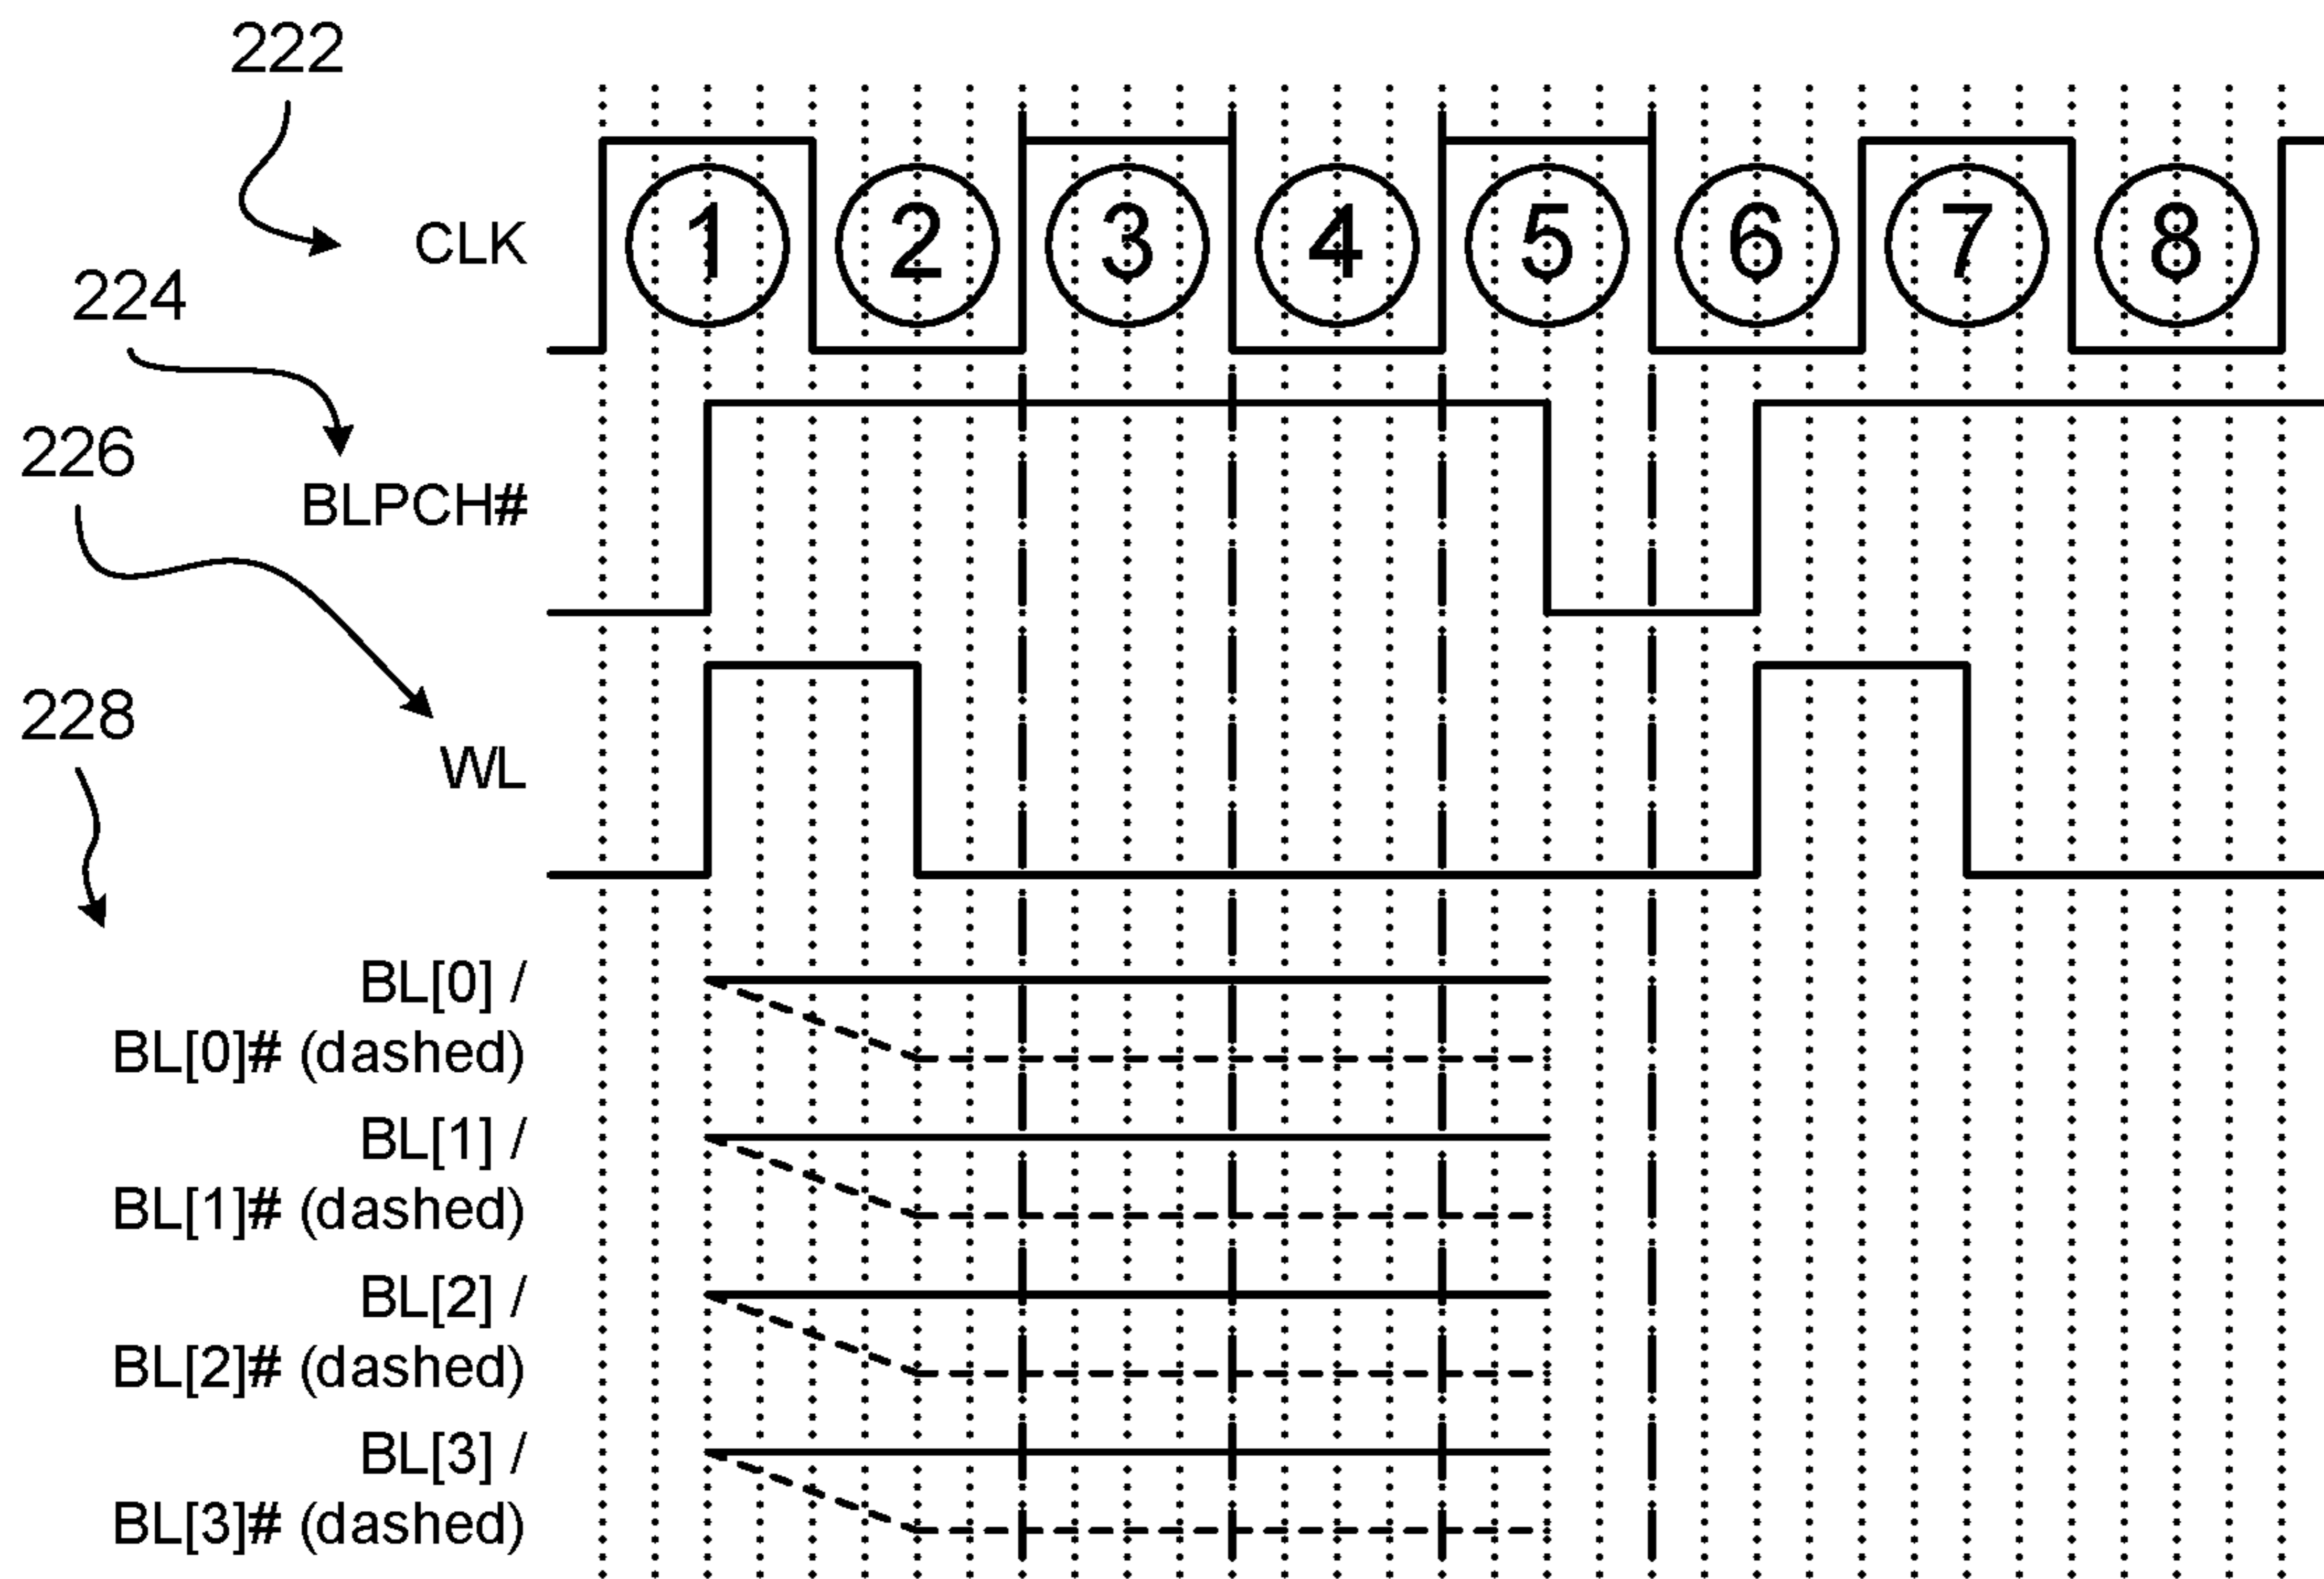 222
CLK
1 2 3 4 5 6 7 8
224
BLPCH#
226
WL
228
BL[0] /
BL[0]# (dashed)
BL[1] /
BL[1]# (dashed)
BL[2] /
BL[2]# (dashed)
BL[3] /
BL[3]# (dashed)